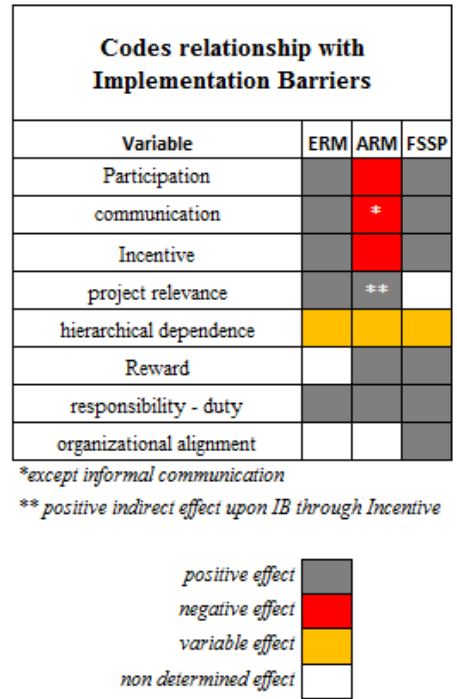 Codes relationship with
Implementation Barriers
Variable ERM ARM FSSP
Participation
communication *
Incentive
project relevance **
hierarchical dependence
Reward
responsibility - duty
organizational alignment
*except informal communication
** positive indirect effect upon IB through Incentive
positive effect
negative effect
variable effect
non determined effect